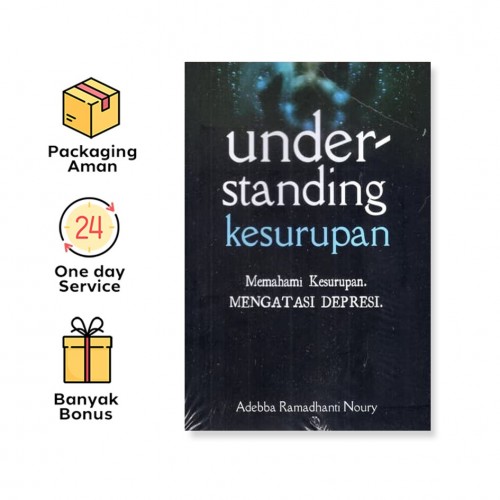 Packaging
Aman
24
One day
Service
Banyak
Bonus
under-
standing
kesurupan
Memahami Kesurupan.
MENGATASI DEPRESI.
Adebba Ramadhanti Noury